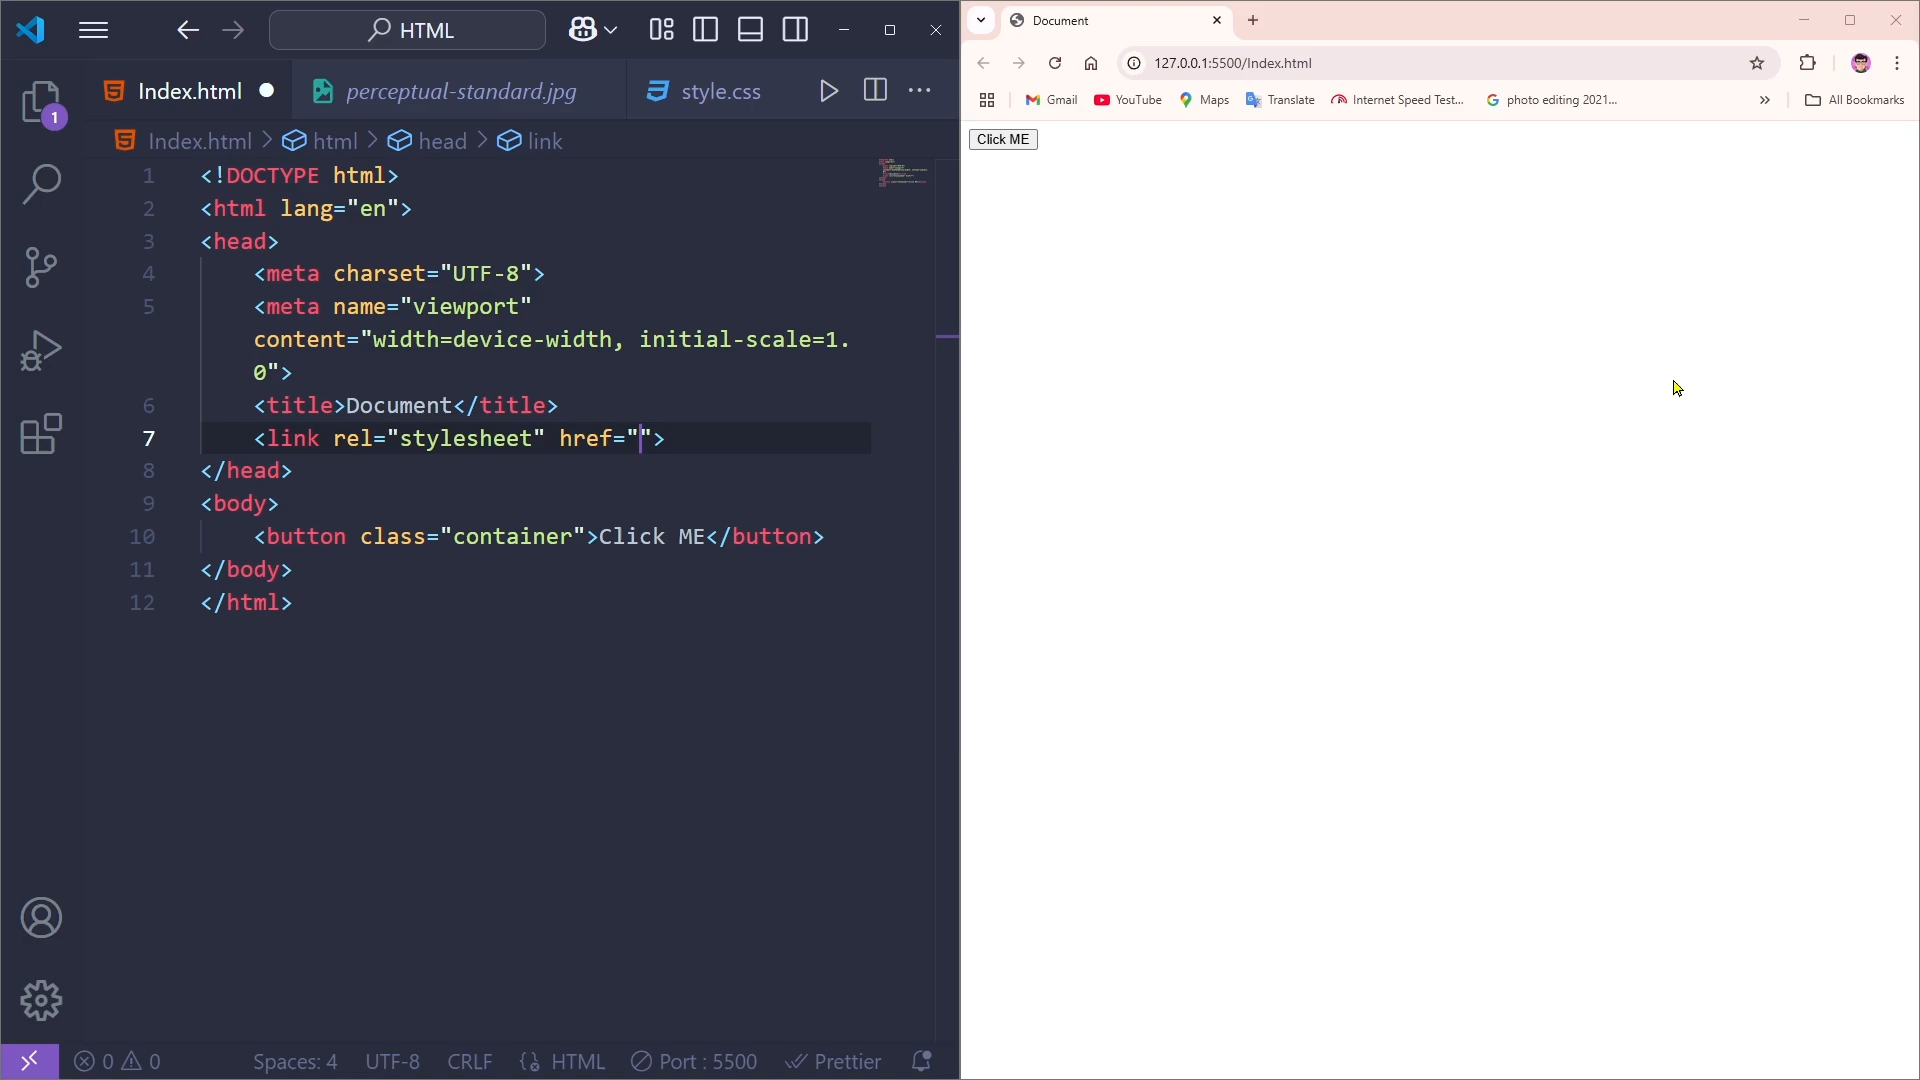 HTML
Index.html
perceptual-standard.jpg
style.css
1
Index.html > html > head > link
1 <!DOCTYPE html>
2 <html lang="en">
3 <head>
4 <meta charset="UTF-8">
5 <meta name="viewport"
content="width=device-width, initial-scale=1.
0">
6 <title>Document</title>
7 <link rel="stylesheet" href="">
8 </head>
9 <body>
10 <button class="container">Click ME</button>
11 </body>
12 </html>
0 0 Spaces: 4 UTF-8 CRLF {} HTML Port : 5500 Prettier
Document
127.0.0.1:5500/Index.html
Gmail YouTube Maps Translate Internet Speed Test... photo editing 2021... » All Bookmarks
Click ME